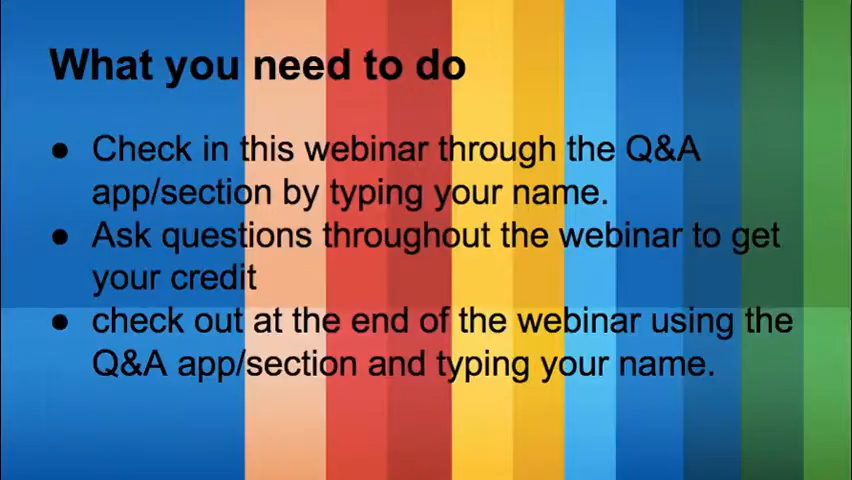 What you need to do
● Check in this webinar through the Q&A
app/section by typing your name.
● Ask questions throughout the webinar to get
your credit
● check out at the end of the webinar using the
Q&A app/section and typing your name.